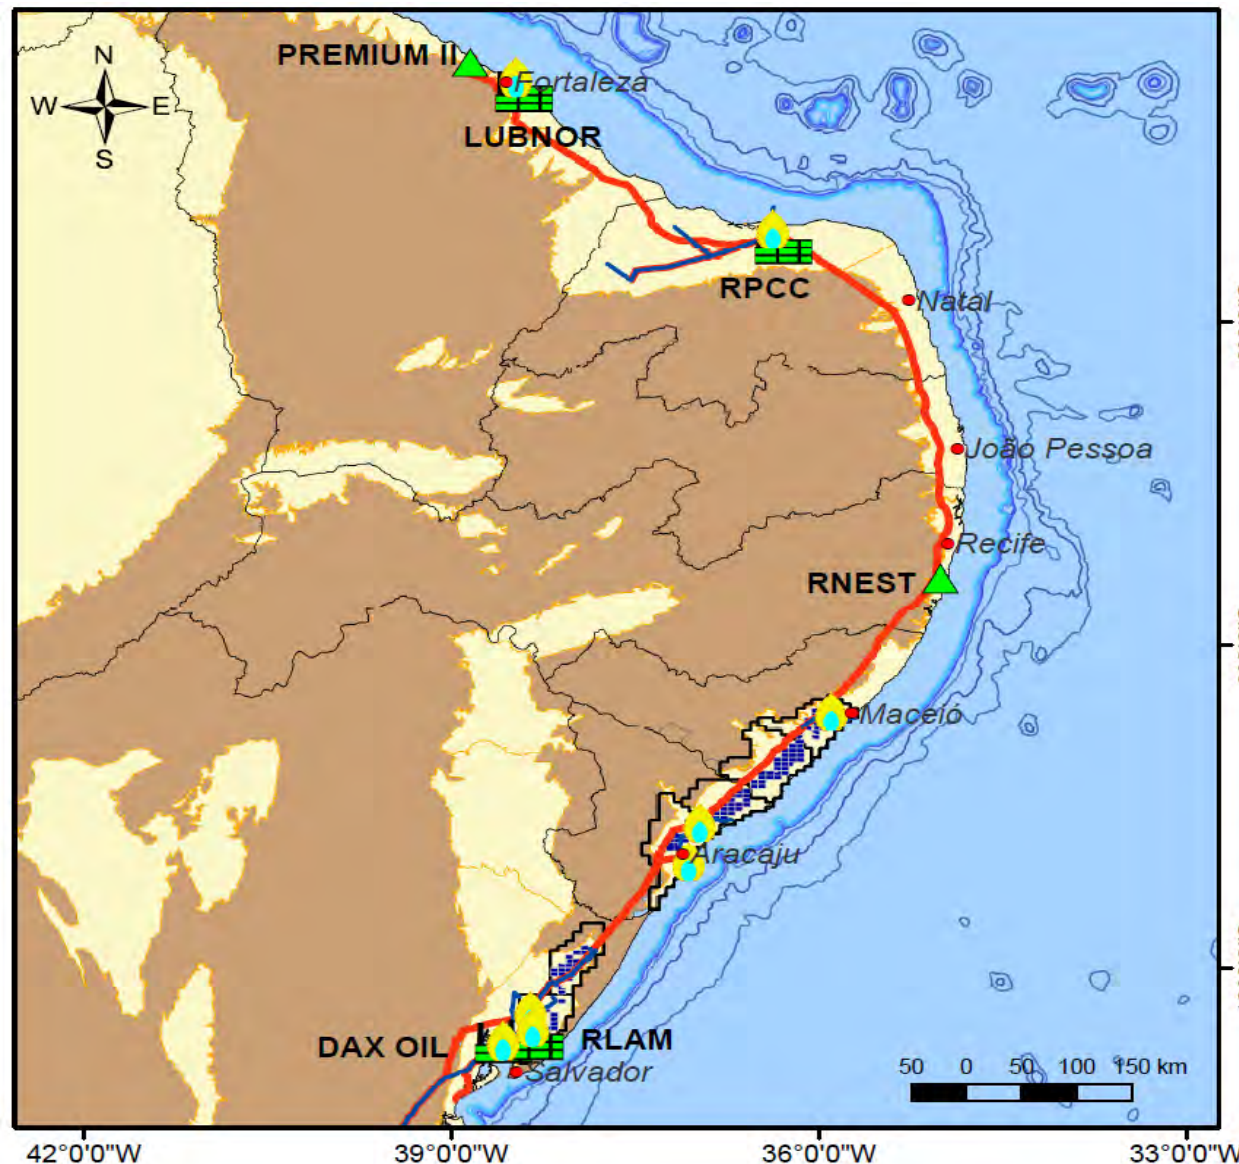 PREMIUM II
N
W E
S
Fortaleza
LUBNOR
RPCC
Natal
João Pessoa
Recife
RNEST
Maceió
Aracaju
DAX OIL
RLAM
Salvador
50 0 50 100 150 km
42°0'0"W 39°0'0"W 36°0'0"W 33°0'0"W